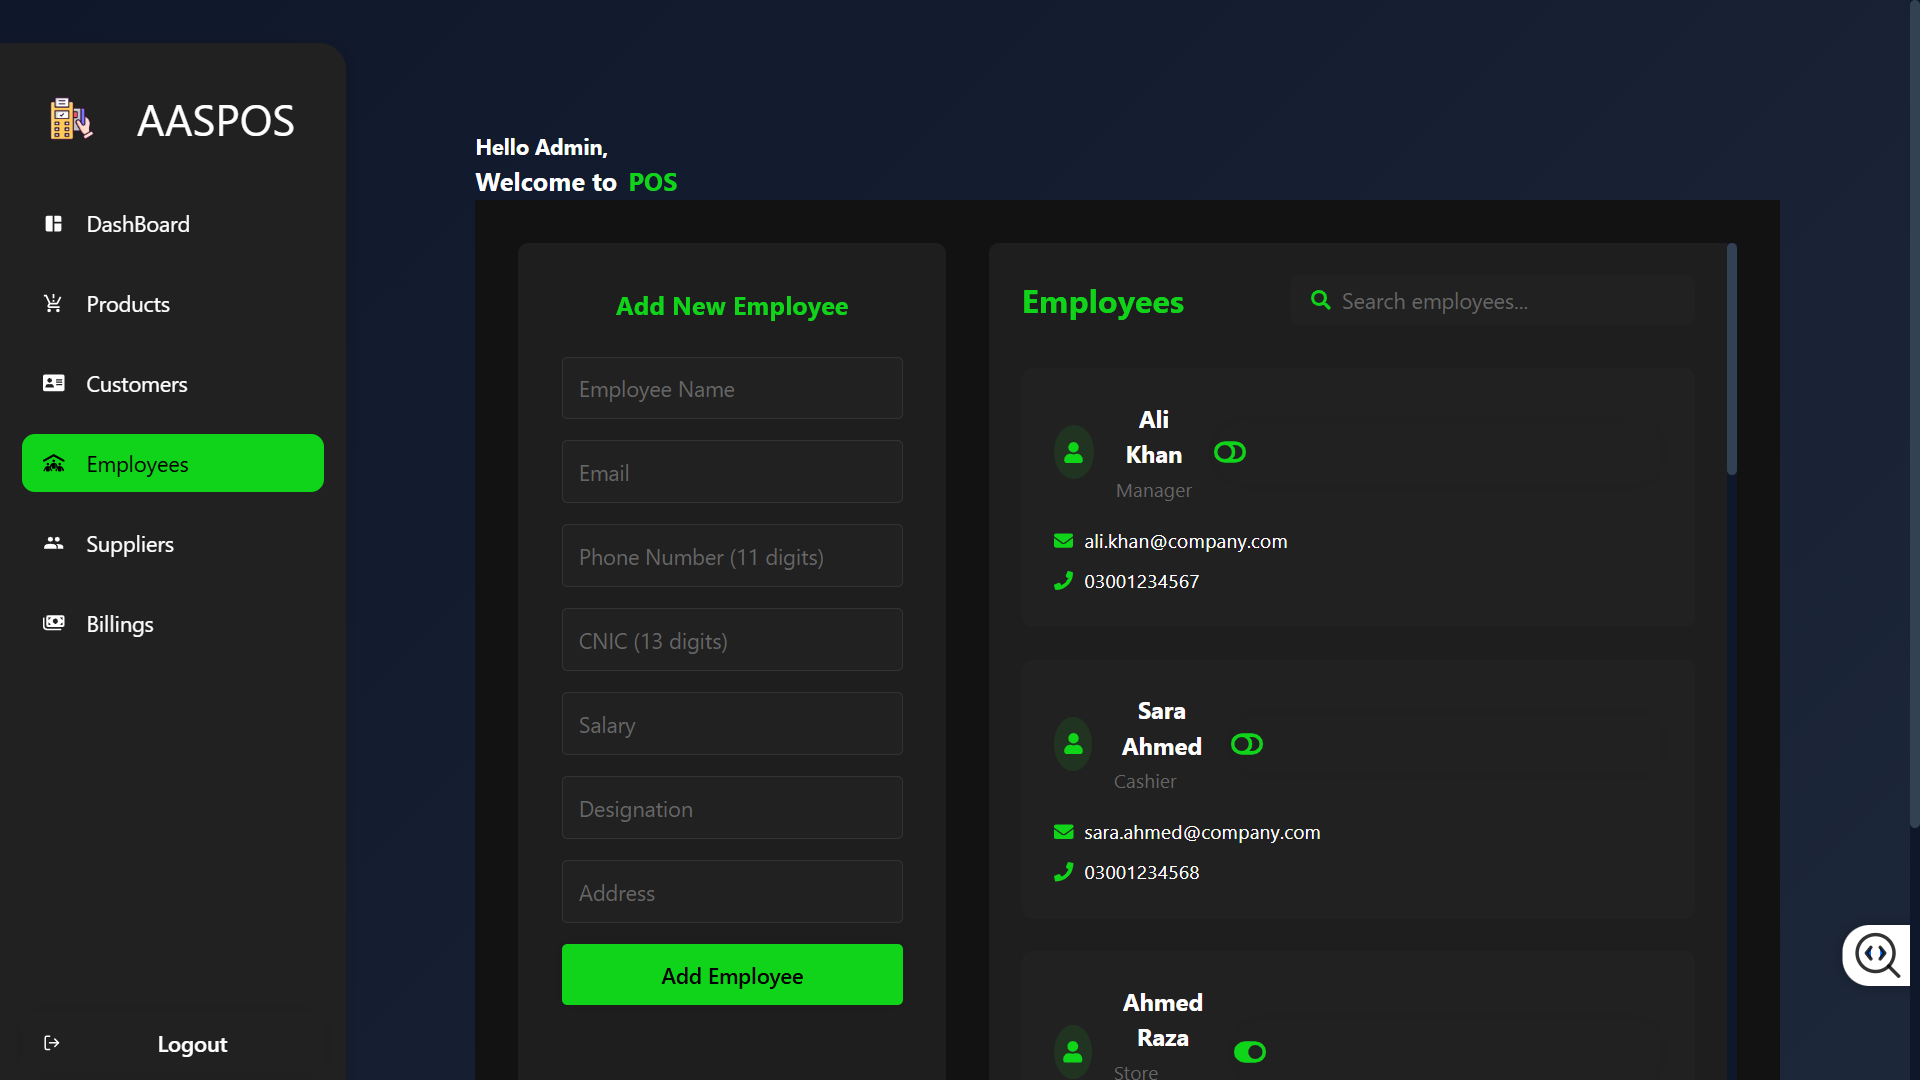 AASPOS
DashBoard
Products
Customers
Employees
Suppliers
Billings
Logout
Hello Admin,
Welcome to POS
Add New Employee
Employee Name
Email
Phone Number (11 digits)
CNIC (13 digits)
Salary
Designation
Address
Add Employee
Employees
Search employees...
Ali
Khan
Manager
ali.khan@company.com
03001234567
Sara
Ahmed
Cashier
sara.ahmed@company.com
03001234568
Ahmed
Raza
Store